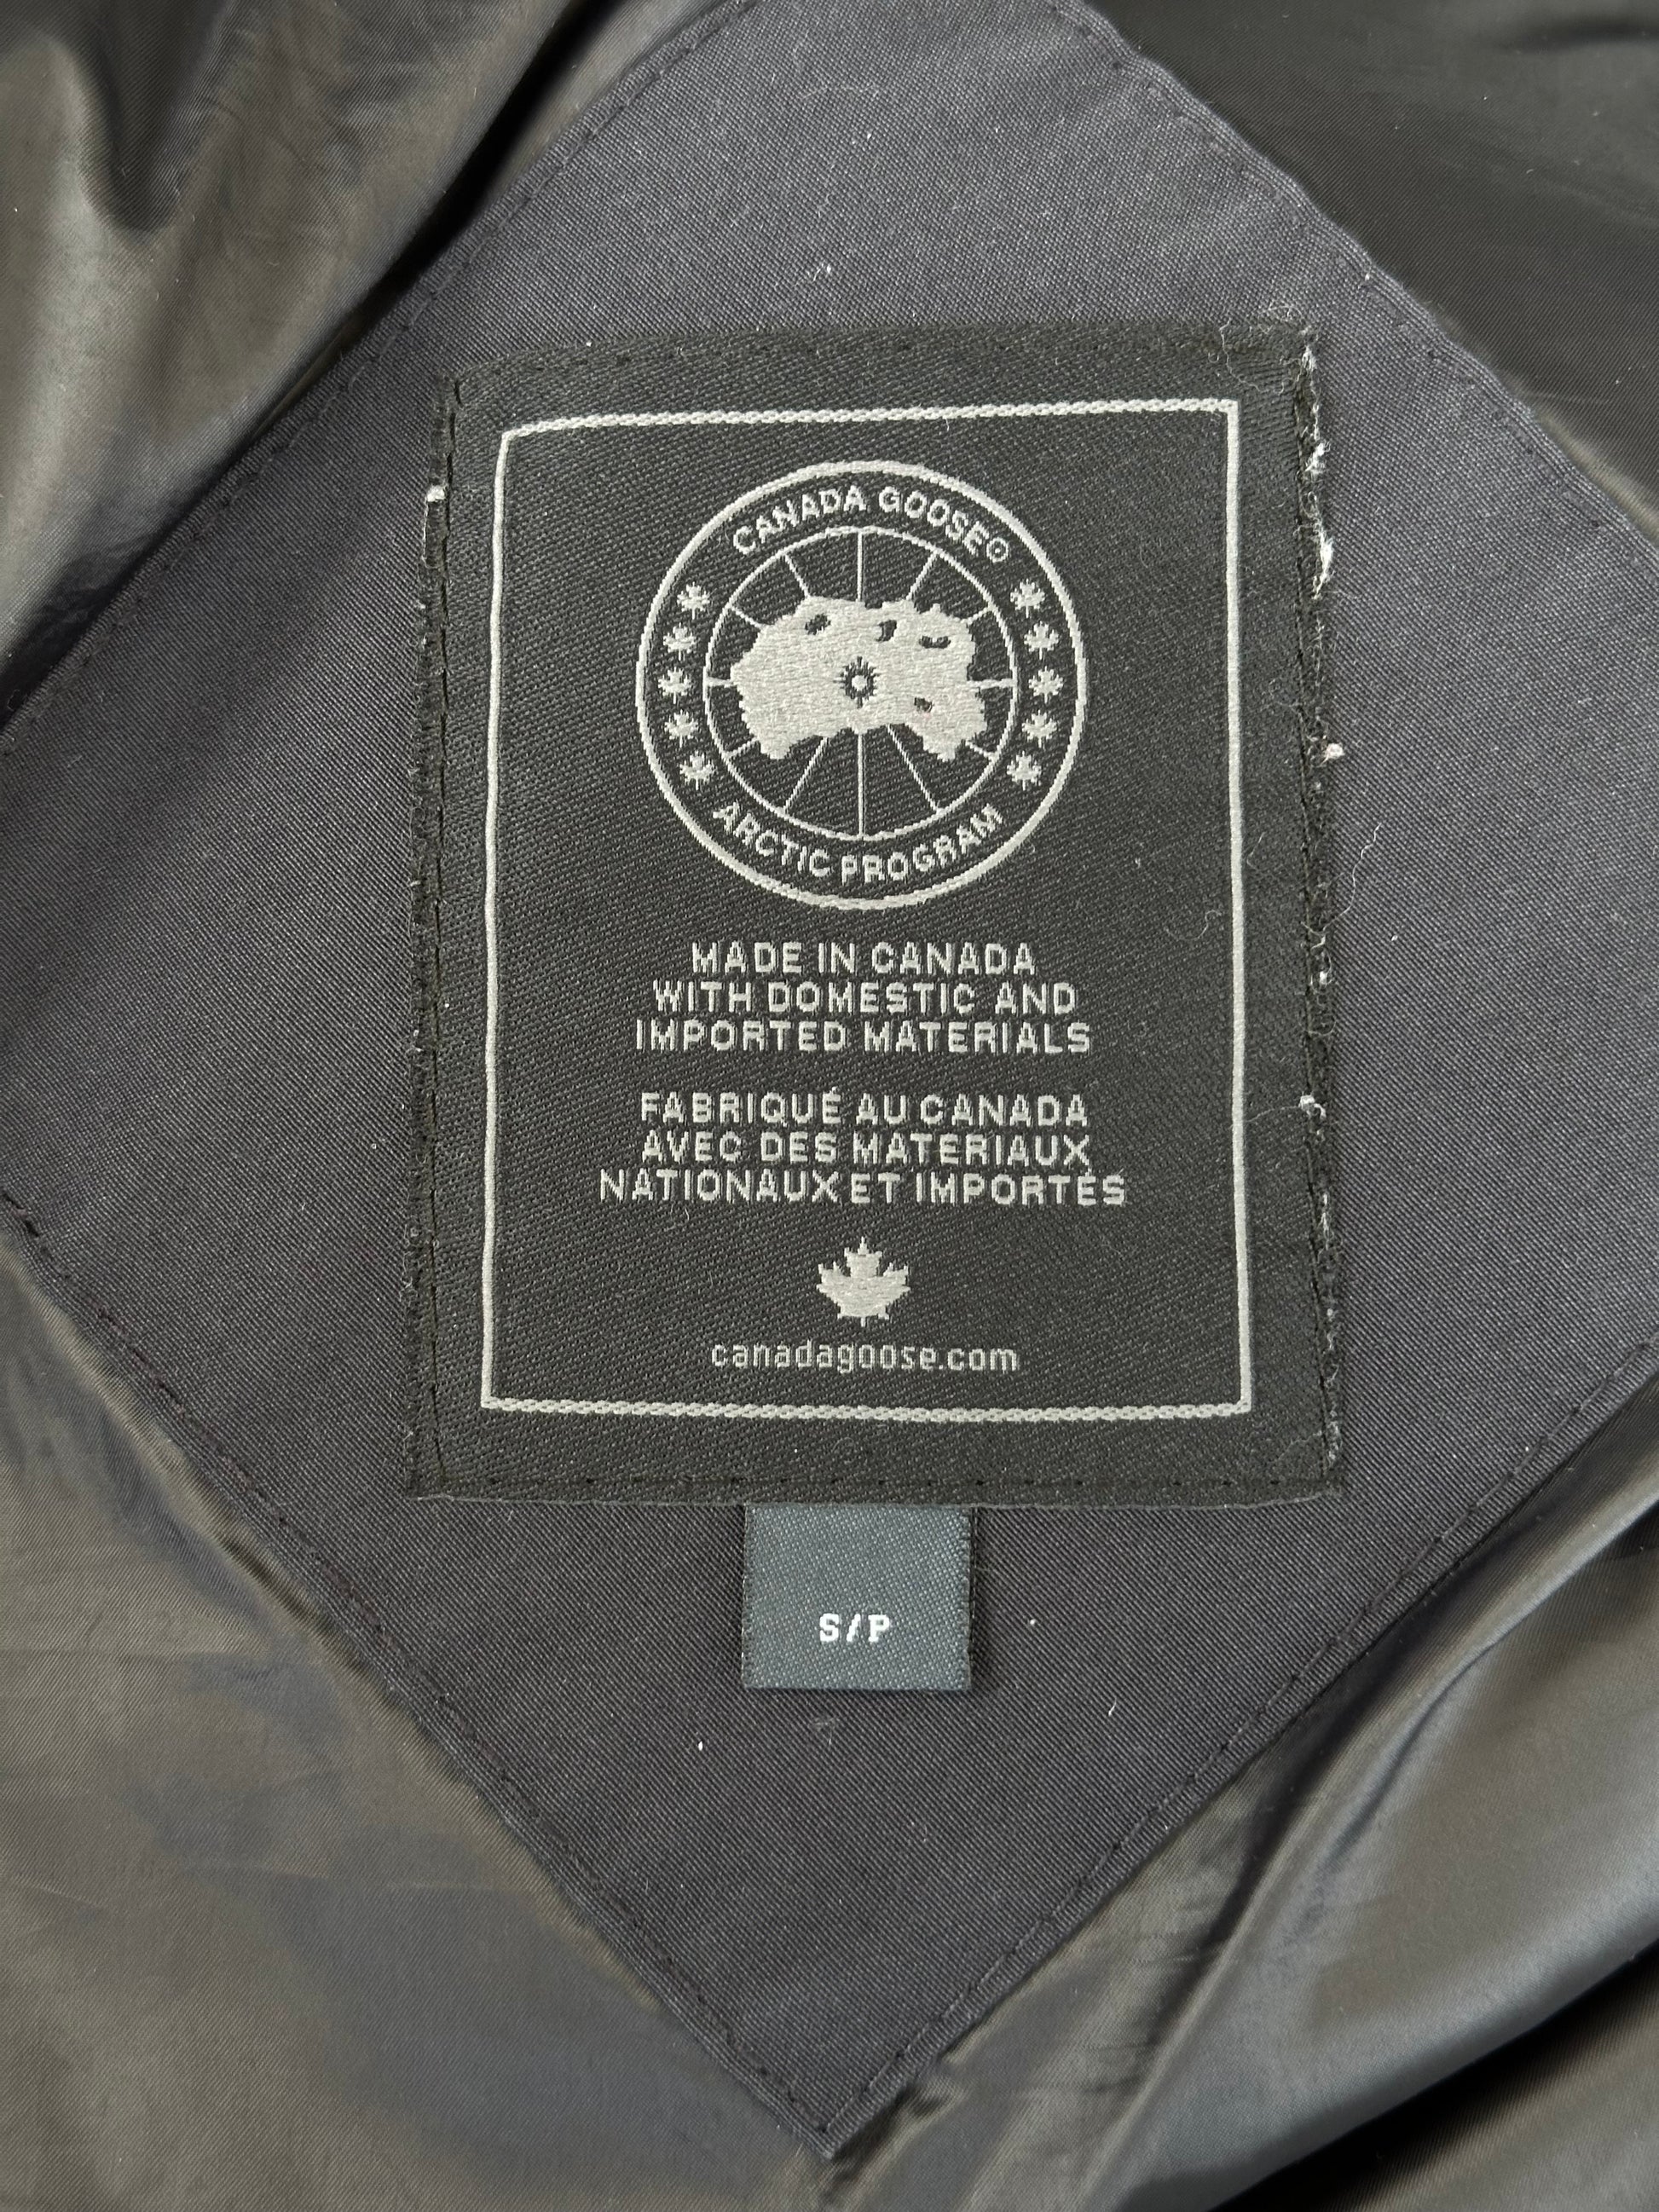 CANADA GOOSE©
ARCTIC PROGRAM
MADE IN CANADA
WITH DOMESTIC AND
IMPORTED MATERIALS
FABRIQUÉ AU CANADA
AVEC DES MATERIAUX
NATIONAUX ET IMPORTÉS
canadagoose.com
S/P